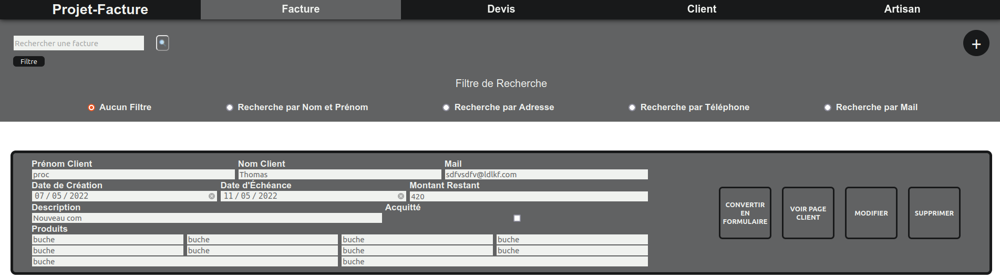 Projet-Facture Facture Devis Client Artisan
Rechercher une facture
+
Filtre
Filtre de Recherche
Aucun Filtre Recherche par Nom et Prénom Recherche par Adresse Recherche par Téléphone Recherche par Mail
Prénom Client Nom Client Mail
proc Thomas sdfvsdfv@ldlkf.com
Date de Création Date d'Échéance Montant Restant
07 / 05 / 2022 11 / 05 / 2022 420
Description Acquitté
Nouveau com
Produits
buche buche buche buche
buche buche buche buche
buche buche
CONVERTIR
EN
FORMULAIRE
VOIR PAGE
CLIENT
MODIFIER
SUPPRIMER